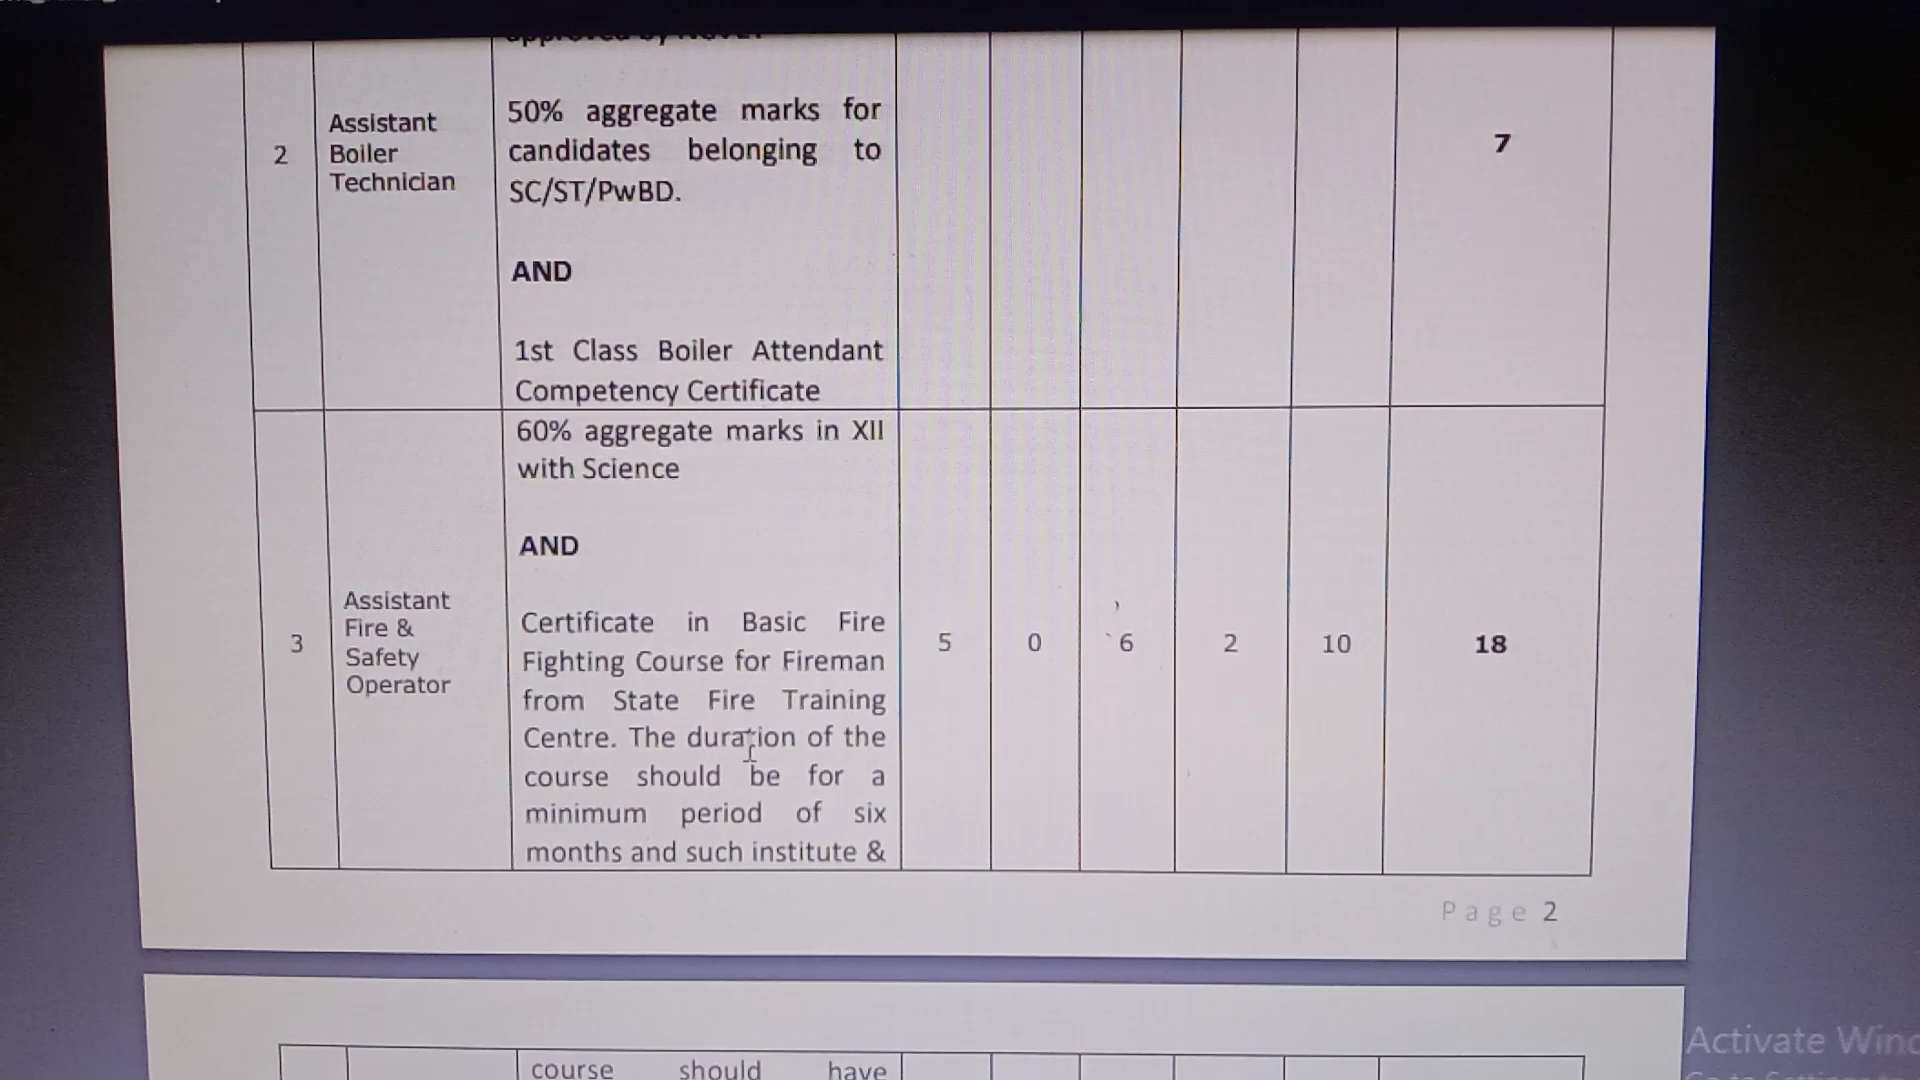 50% aggregate marks for
candidates belonging to
SC/ST/PwBD.
2
Assistant
Boiler
Technician
7
AND
1st Class Boiler Attendant
Competency Certificate
60% aggregate marks in XII
with Science
AND
3
Assistant
Fire &
Safety
Operator
Certificate in Basic Fire
Fighting Course for Fireman
from State Fire Training
Centre. The duration of the
course should be for a
minimum period of six
months and such institute &
5 0 6 2 10 18
Page 2
course should have
Activate